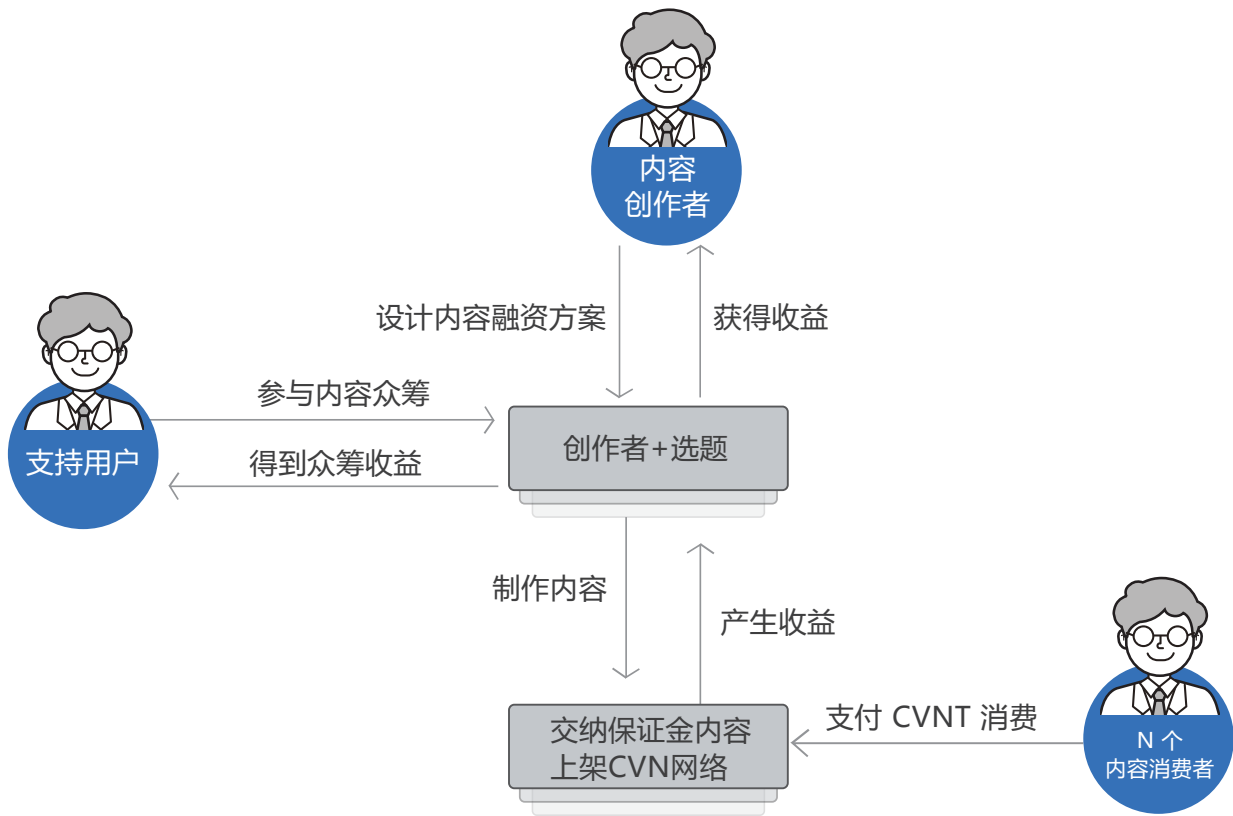 内容
创作者
设计内容融资方案
获得收益
参与内容众筹
支持用户
得到众筹收益
创作者+选题
制作内容
产生收益
支付 CVNT 消费
交纳保证金内容
上架CVN网络
N 个
内容消费者